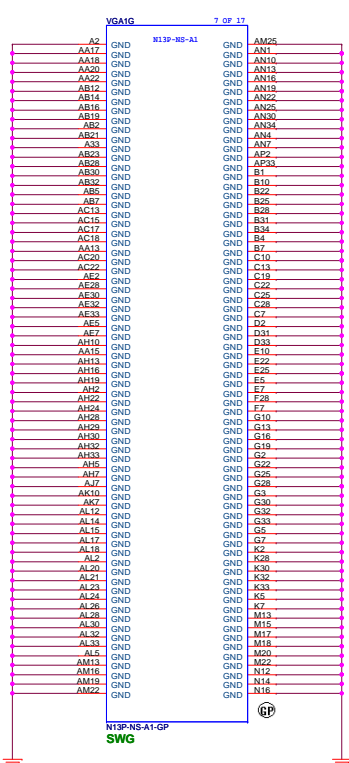 VGA1G 7 OF 17
N13P-NS-A1
A2 GND GND AM25
AA17 GND GND AN1
AA18 GND GND AN10
AA20 GND GND AN13
AA22 GND GND AN16
AB12 GND GND AN19
AB14 GND GND AN22
AB16 GND GND AN25
AB19 GND GND AN30
AB2 GND GND AN34
AB21 GND GND AN4
A33 GND GND AN7
AB23 GND GND AP2
AB28 GND GND AP33
AB30 GND GND B1
AB32 GND GND B10
AB5 GND GND B22
AB7 GND GND B25
AC13 GND GND B28
AC15 GND GND B31
AC17 GND GND B34
AC18 GND GND B4
AA13 GND GND B7
AC20 GND GND C10
AC22 GND GND C13
AE2 GND GND C19
AE28 GND GND C22
AE30 GND GND C25
AE32 GND GND C28
AE33 GND GND C7
AE5 GND GND D2
AE7 GND GND D31
AH10 GND GND D33
AA15 GND GND E10
AH13 GND GND E22
AH16 GND GND E25
AH19 GND GND E5
AH2 GND GND E7
AH22 GND GND F28
AH24 GND GND F7
AH28 GND GND G10
AH29 GND GND G13
AH30 GND GND G16
AH32 GND GND G19
AH33 GND GND G2
AH5 GND GND G22
AH7 GND GND G25
AJ7 GND GND G28
AK10 GND GND G3
AK7 GND GND G30
AL12 GND GND G32
AL14 GND GND G33
AL15 GND GND G5
AL17 GND GND G7
AL18 GND GND K2
AL2 GND GND K28
AL20 GND GND K30
AL21 GND GND K32
AL23 GND GND K33
AL24 GND GND K5
AL26 GND GND K7
AL28 GND GND M13
AL30 GND GND M15
AL32 GND GND M17
AL33 GND GND M18
AL5 GND GND M20
AM13 GND GND M22
AM16 GND GND N12
AM19 GND GND N14
AM22 GND GND N16
GP
N13P-NS-A1-GP
SWG